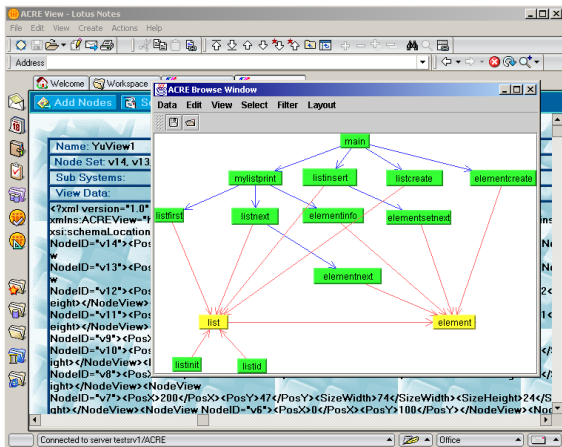 ACRE View - Lotus Notes
File Edit View Create Actions Help
Address
Welcome Workspace
ACRE Browse Window
Add Nodes
Data Edit View Select Filter Layout
Name: YuView1
Node Set: v14, v13,
Sub Systems:
View Data:
<?xml version="1.0"
xmlns:ACREView="
xsi:schemaLocation
NodeID="v14"><Pos
w
NodeID="v13"><Pos
w
NodeID="v12"><Pos
eight></NodeView><
NodeID="v11"><Pos
eight></NodeView><
NodeID="v9"><PosX
NodeID="v10"><Pos
ight></NodeView><N
NodeID="v8"><PosX
ight></NodeView><NodeView
NodeID="v7"><PosX>200</PosX><PosY>47</PosY><SizeWidth>74</SizeWidth><SizeHeight>24</S
ght></NodeView><NodeView NodeID="v6"><PosX>0</PosX><PosY>100</PosY></NodeView><Nod
main
mylistprint listinsert listcreate elementcreate
listfirst listnext elementinfo elementsetnext
elementnext
list element
listinit listid
Connected to server testsrv1/ACRE
Office